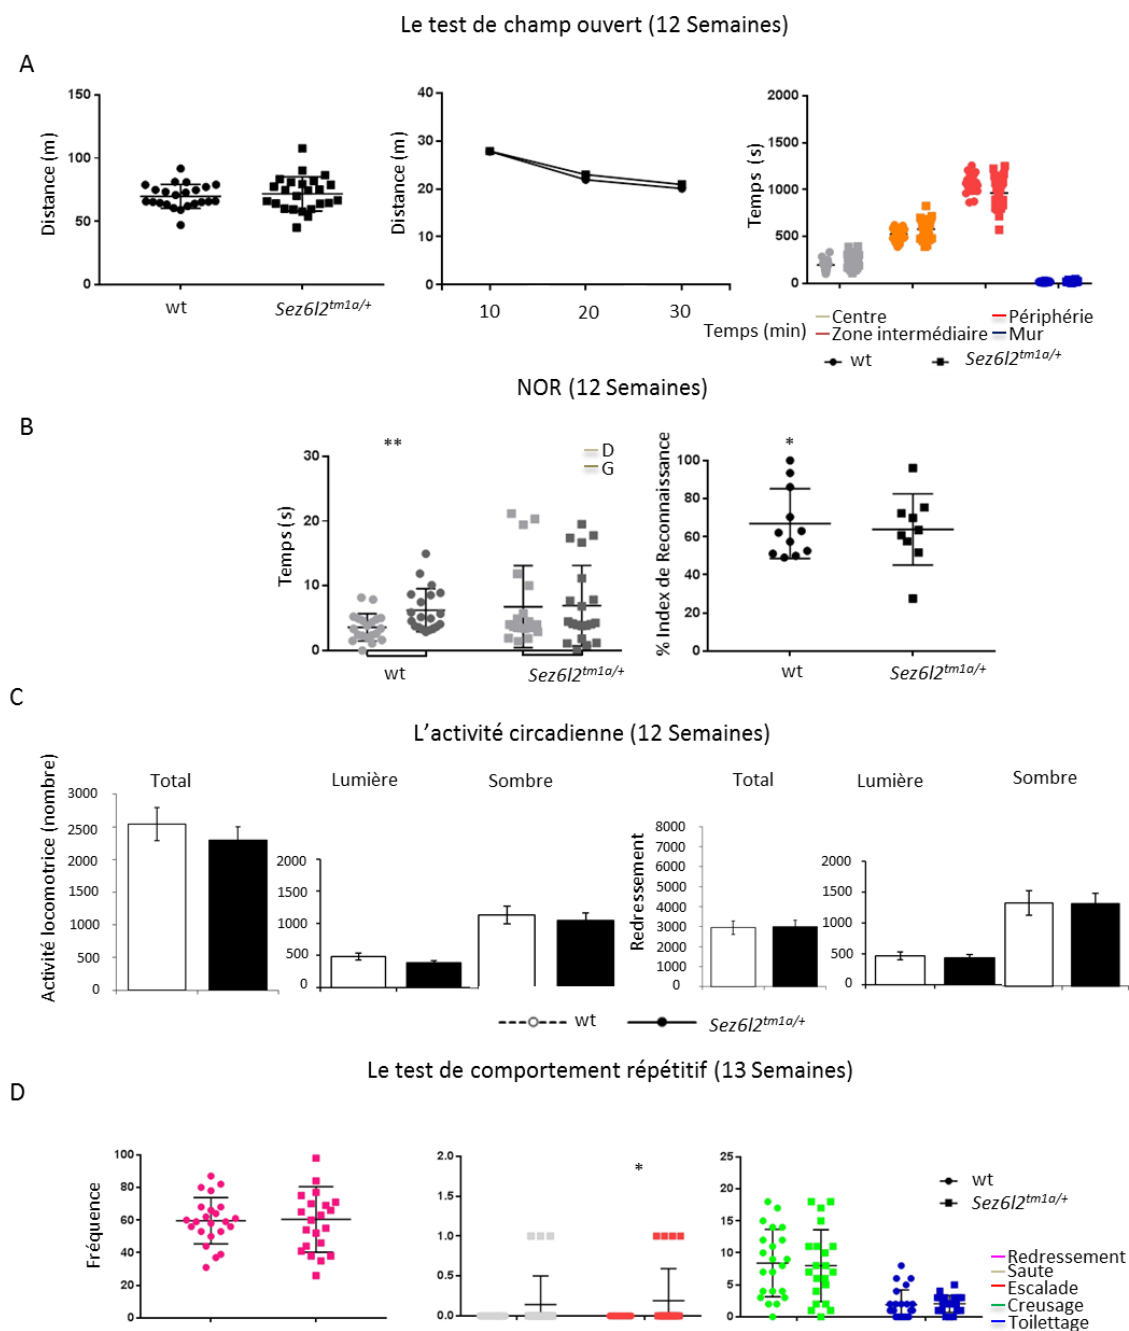 Le test de champ ouvert (12 Semaines)
A
Distance (m)
150
100
50
0
wt
Sez6l2tm1a/+
Distance (m)
40
30
20
10
0
10
20
30
Temps (min)
Temps (s)
2000
1500
1000
500
0
Centre
Périphérie
Zone intermédiaire
Mur
wt
Sez6l2tm1a/+
NOR (12 Semaines)
B
**
D
G
Temps (s)
30
20
10
0
wt
Sez6l2tm1a/+
*
% Index de Reconnaissance
100
80
60
40
20
0
wt
Sez6l2tm1a/+
C
L’activité circadienne (12 Semaines)
Total
Lumière
Sombre
Activité locomotrice (nombre)
3000
2500
2000
1500
1000
500
0
2000
1500
1000
500
0
Total
Lumière
Sombre
Redressement
8000
7000
6000
5000
4000
3000
2000
1000
0
2000
1500
1000
500
0
wt
Sez6l2tm1a/+
Le test de comportement répétitif (13 Semaines)
D
Fréquence
100
80
60
40
20
0
2.0
1.5
1.0
0.5
0.0
*
25
20
15
10
5
0
wt
Sez6l2tm1a/+
Redressement
Saute
Escalade
Creusage
Toilettage